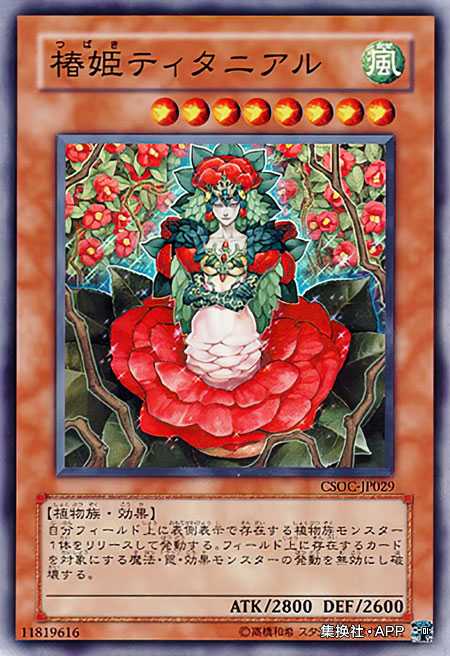 つばき
椿姫ティタニアル
風
CSOC-JP029
【植物族・効果】
自分フィールド上に表側表示で存在する植物族モンスター
1体をリリースして発動する。フィールド上に存在するカード
を対象にする魔法・罠・効果モンスターの発動を無効にし破
壊する。
ATK/2800 DEF/2600
11819616
©高橋和希 スタ
集換社・APP